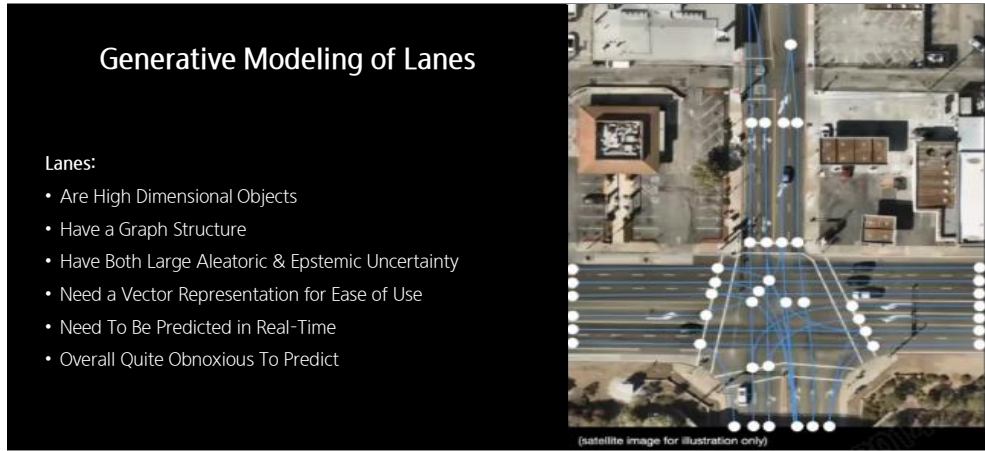 Generative Modeling of Lanes
Lanes:
• Are High Dimensional Objects
• Have a Graph Structure
• Have Both Large Aleatoric & Epstemic Uncertainty
• Need a Vector Representation for Ease of Use
• Need To Be Predicted in Real-Time
• Overall Quite Obnoxious To Predict
(satellite image for illustration only)